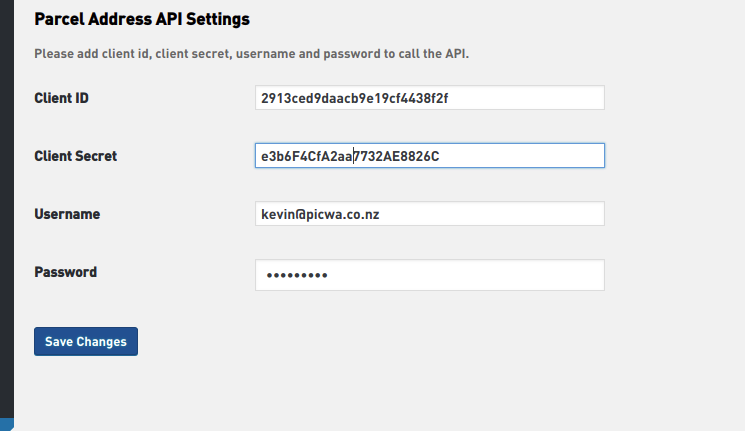 Parcel Address API Settings
Please add client id, client secret, username and password to call the API.
Client ID 2913ced9daacb9e19cf4438f2f
Client Secret e3b6F4CfA2aa7732AE8826C
Username kevin@picwa.co.nz
Password •••••••••
Save Changes